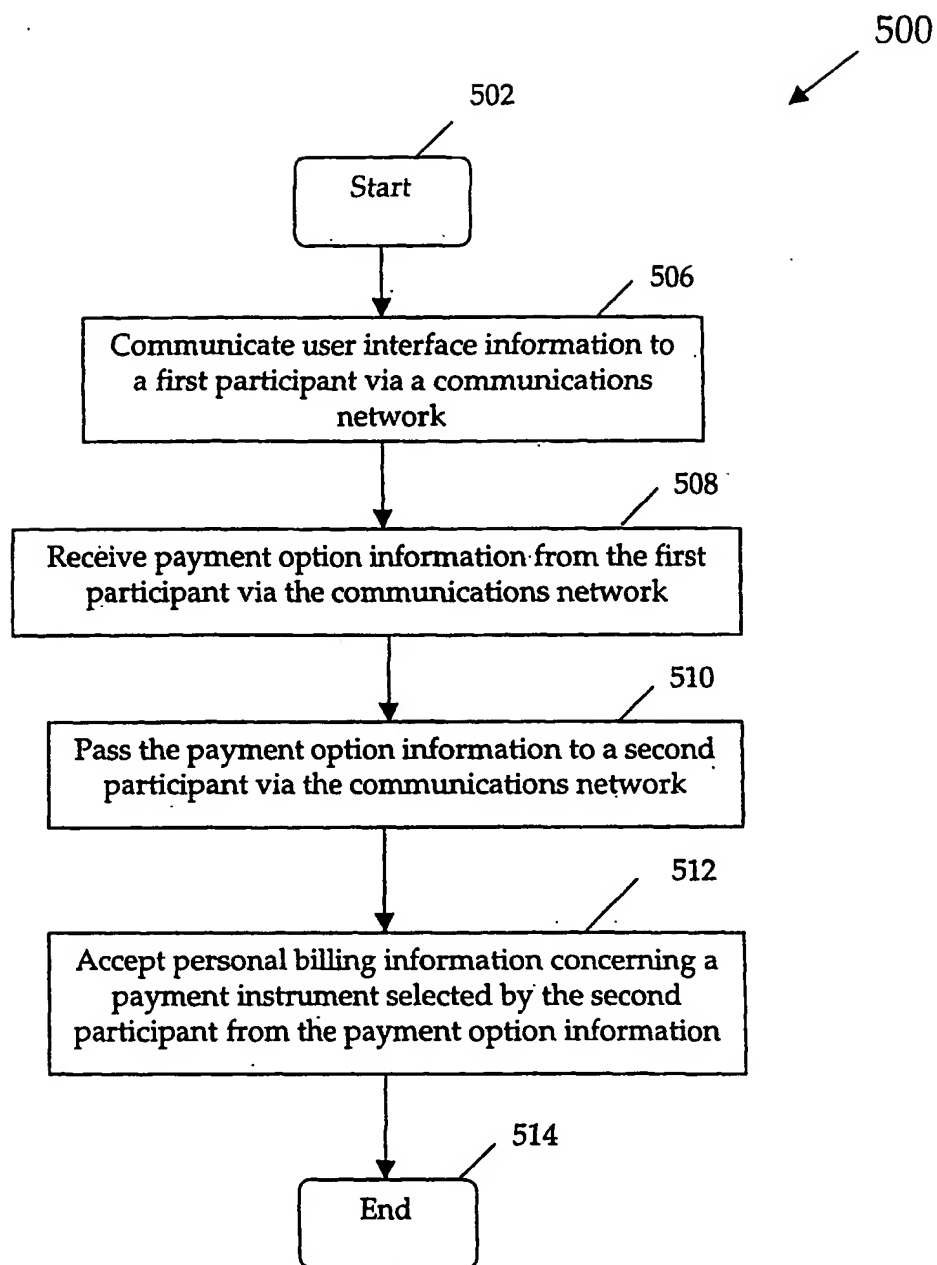 500
502
Start
506
Communicate user interface information to
a first participant via a communications
network
508
Receive payment option information from the first
participant via the communications network
510
Pass the payment option information to a second
participant via the communications network
512
Accept personal billing information concerning a
payment instrument selected by the second
participant from the payment option information
514
End